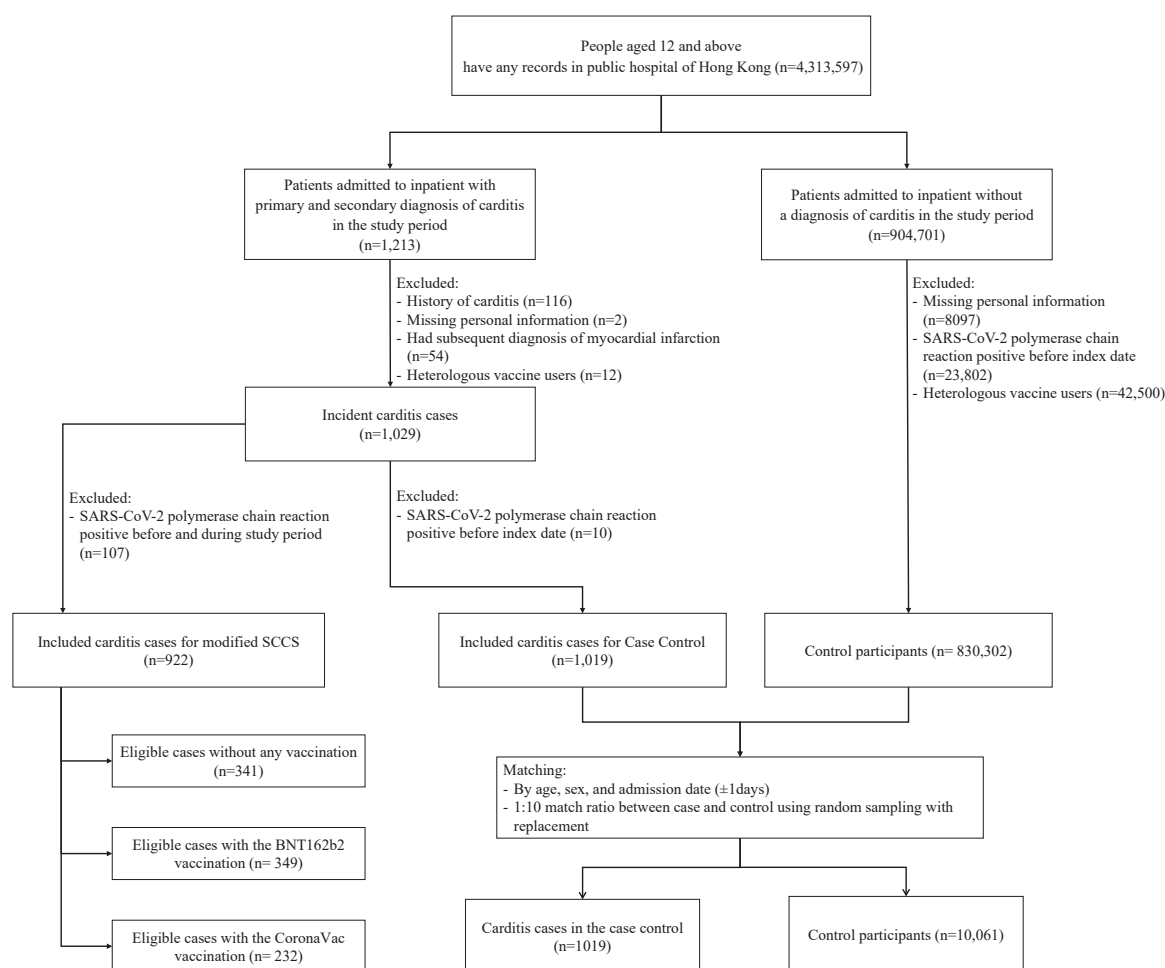 People aged 12 and above
have any records in public hospital of Hong Kong (n=4,313,597)
Patients admitted to inpatient with
primary and secondary diagnosis of carditis
in the study period
(n=1,213)
Patients admitted to inpatient without
a diagnosis of carditis in the study period
(n=904,701)
Excluded:
- History of carditis (n=116)
- Missing personal information (n=2)
- Had subsequent diagnosis of myocardial infarction
(n=54)
- Heterologous vaccine users (n=12)
Excluded:
- Missing personal information
(n=8097)
- SARS-CoV-2 polymerase chain
reaction positive before index date
(n=23,802)
- Heterologous vaccine users (n=42,500)
Incident carditis cases
(n=1,029)
Excluded:
- SARS-CoV-2 polymerase chain reaction
positive before and during study period
(n=107)
Excluded:
- SARS-CoV-2 polymerase chain reaction
positive before index date (n=10)
Included carditis cases for modified SCCS
(n=922)
Included carditis cases for Case Control
(n=1,019)
Control participants (n= 830,302)
Eligible cases without any vaccination
(n=341)
Eligible cases with the BNT162b2
vaccination (n= 349)
Eligible cases with the CoronaVac
vaccination (n= 232)
Matching:
- By age, sex, and admission date (±1days)
- 1:10 match ratio between case and control using random sampling with
replacement
Carditis cases in the case control
(n=1019)
Control participants (n=10,061)